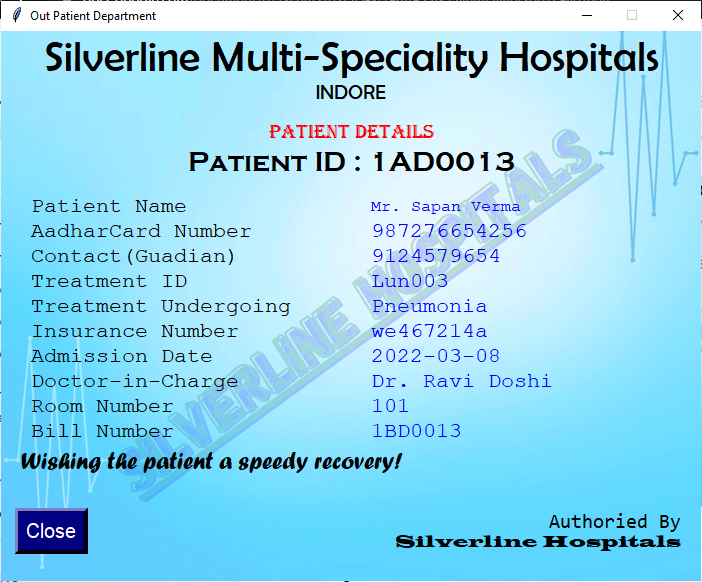 Out Patient Department
Silverline Multi-Speciality Hospitals
INDORE
PATIENT DETAILS
Patient ID : 1AD0013
Patient Name Mr. Sapan Verma
AadharCard Number 987276654256
Contact(Guadian) 9124579654
Treatment ID Lun003
Treatment Undergoing Pneumonia
Insurance Number we467214a
Admission Date 2022-03-08
Doctor-in-Charge Dr. Ravi Doshi
Room Number 101
Bill Number 1BD0013
Wishing the patient a speedy recovery!
SILVERLINE HOSPITALS
Close
Authoried By
Silverline Hospitals